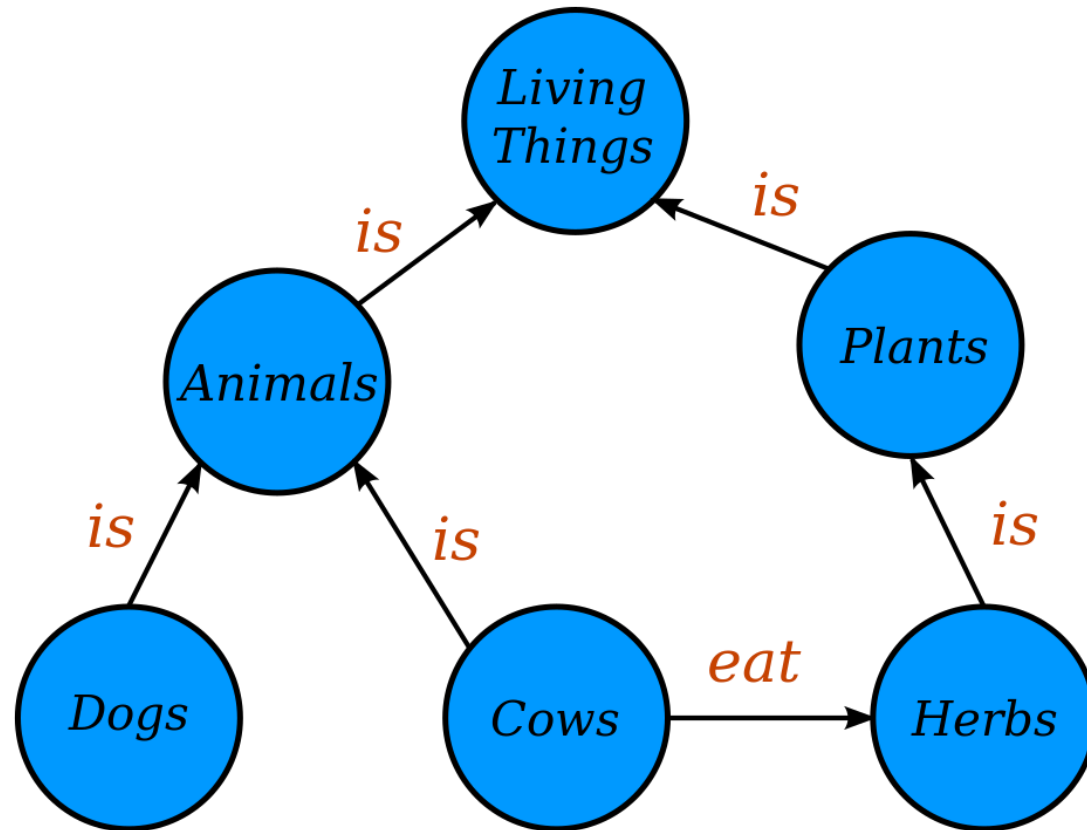 Living
Things
is
is
Plants
Animals
is
is
is
eat
Dogs
Cows
Herbs